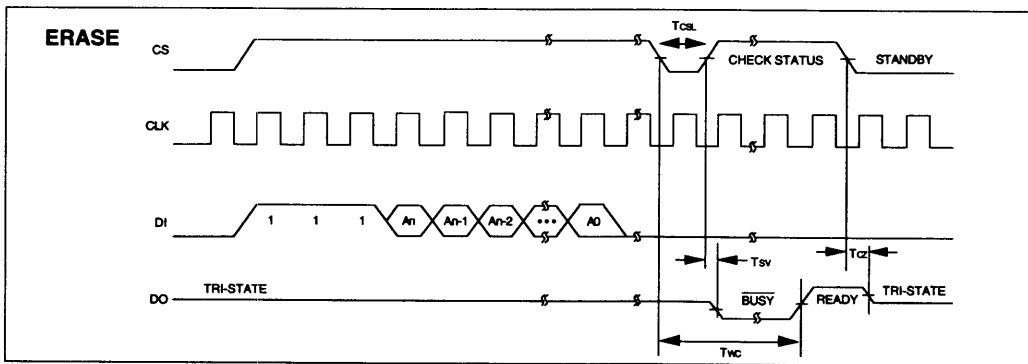 ERASE
TCSL
CS
CHECK STATUS
STANDBY
CLK
DI
1 1 1 An An-1 An-2 ••• A0
TSV
TCZ
DO
TRI-STATE
BUSY
READY
TRI-STATE
TWC